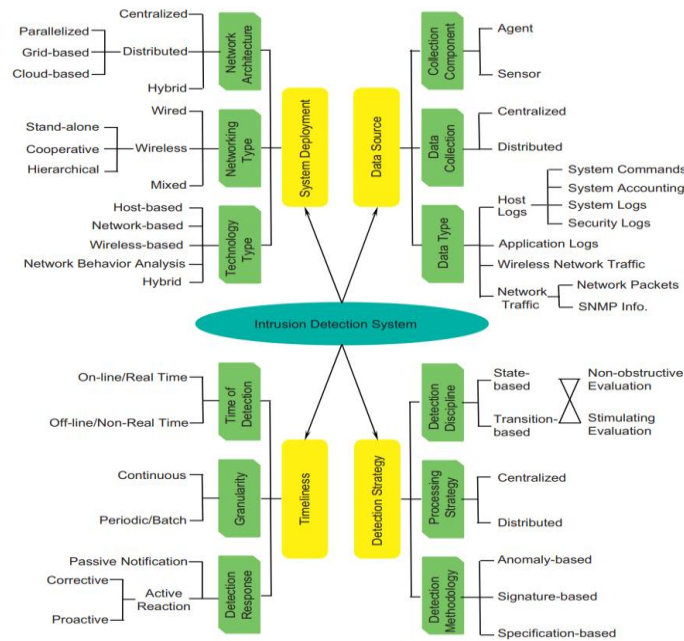 Centralized
Parallelized
Grid-based
Distributed
Cloud-based
Hybrid
Network
Architecture
Wired
Stand-alone
Cooperative
Wireless
Hierarchical
Mixed
Networking
Type
Host-based
Network-based
Wireless-based
Network Behavior Analysis
Hybrid
Technology
Type
System Deployment
Data Source
Collection
Component
Agent
Sensor
Data
Collection
Centralized
Distributed
Data Type
Host
Logs
System Commands
System Accounting
System Logs
Security Logs
Application Logs
Wireless Network Traffic
Network
Traffic
Network Packets
SNMP Info.
Intrusion Detection System
On-line/Real Time
Off-line/Non-Real Time
Time of
Detection
Continuous
Periodic/Batch
Granularity
Passive Notification
Corrective
Active
Reaction
Proactive
Detection
Response
Timeliness
Detection Strategy
Detection
Discipline
State-
based
Transition-
based
Non-obstructive
Evaluation
Stimulating
Evaluation
Processing
Strategy
Centralized
Distributed
Detection
Methodology
Anomaly-based
Signature-based
Specification-based